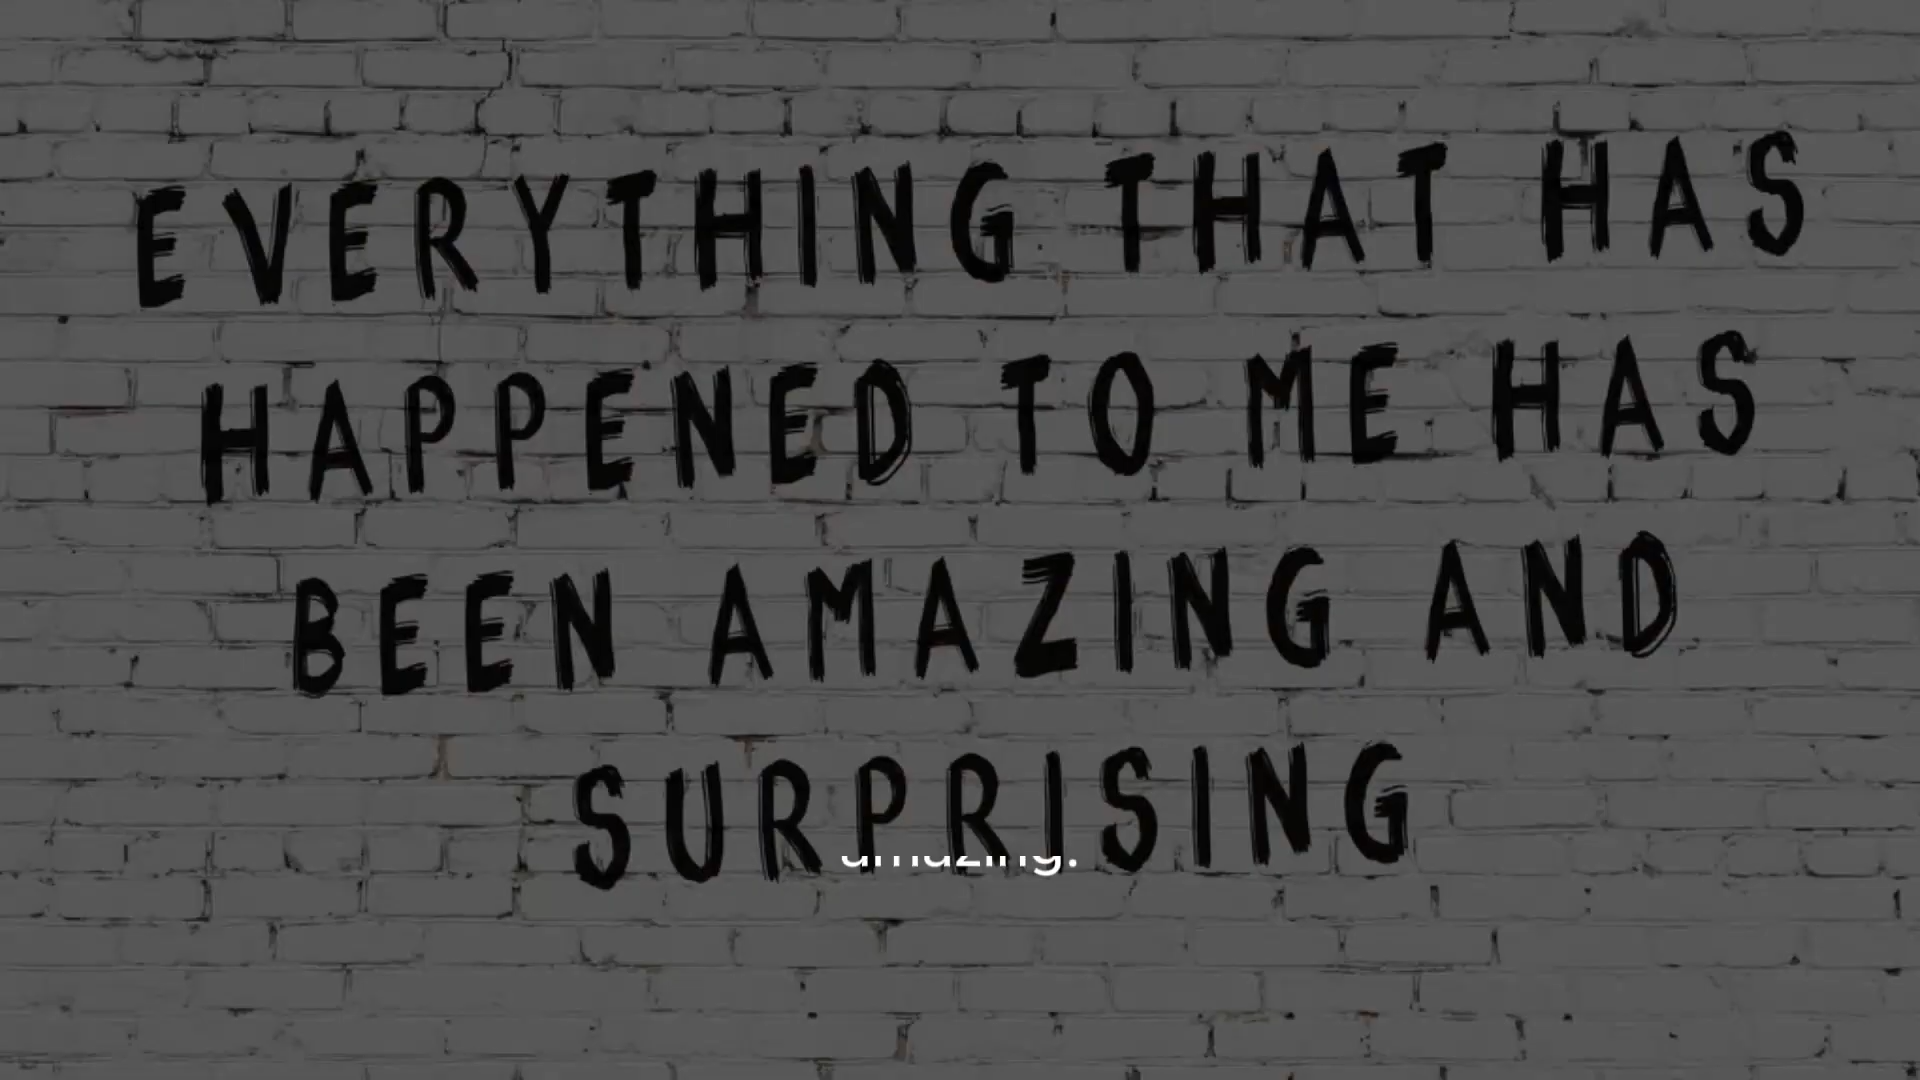 EVERYTHING THAT HAS
HAPPENED TO ME HAS
BEEN AMAZING AND
SURPRISING
amazing.